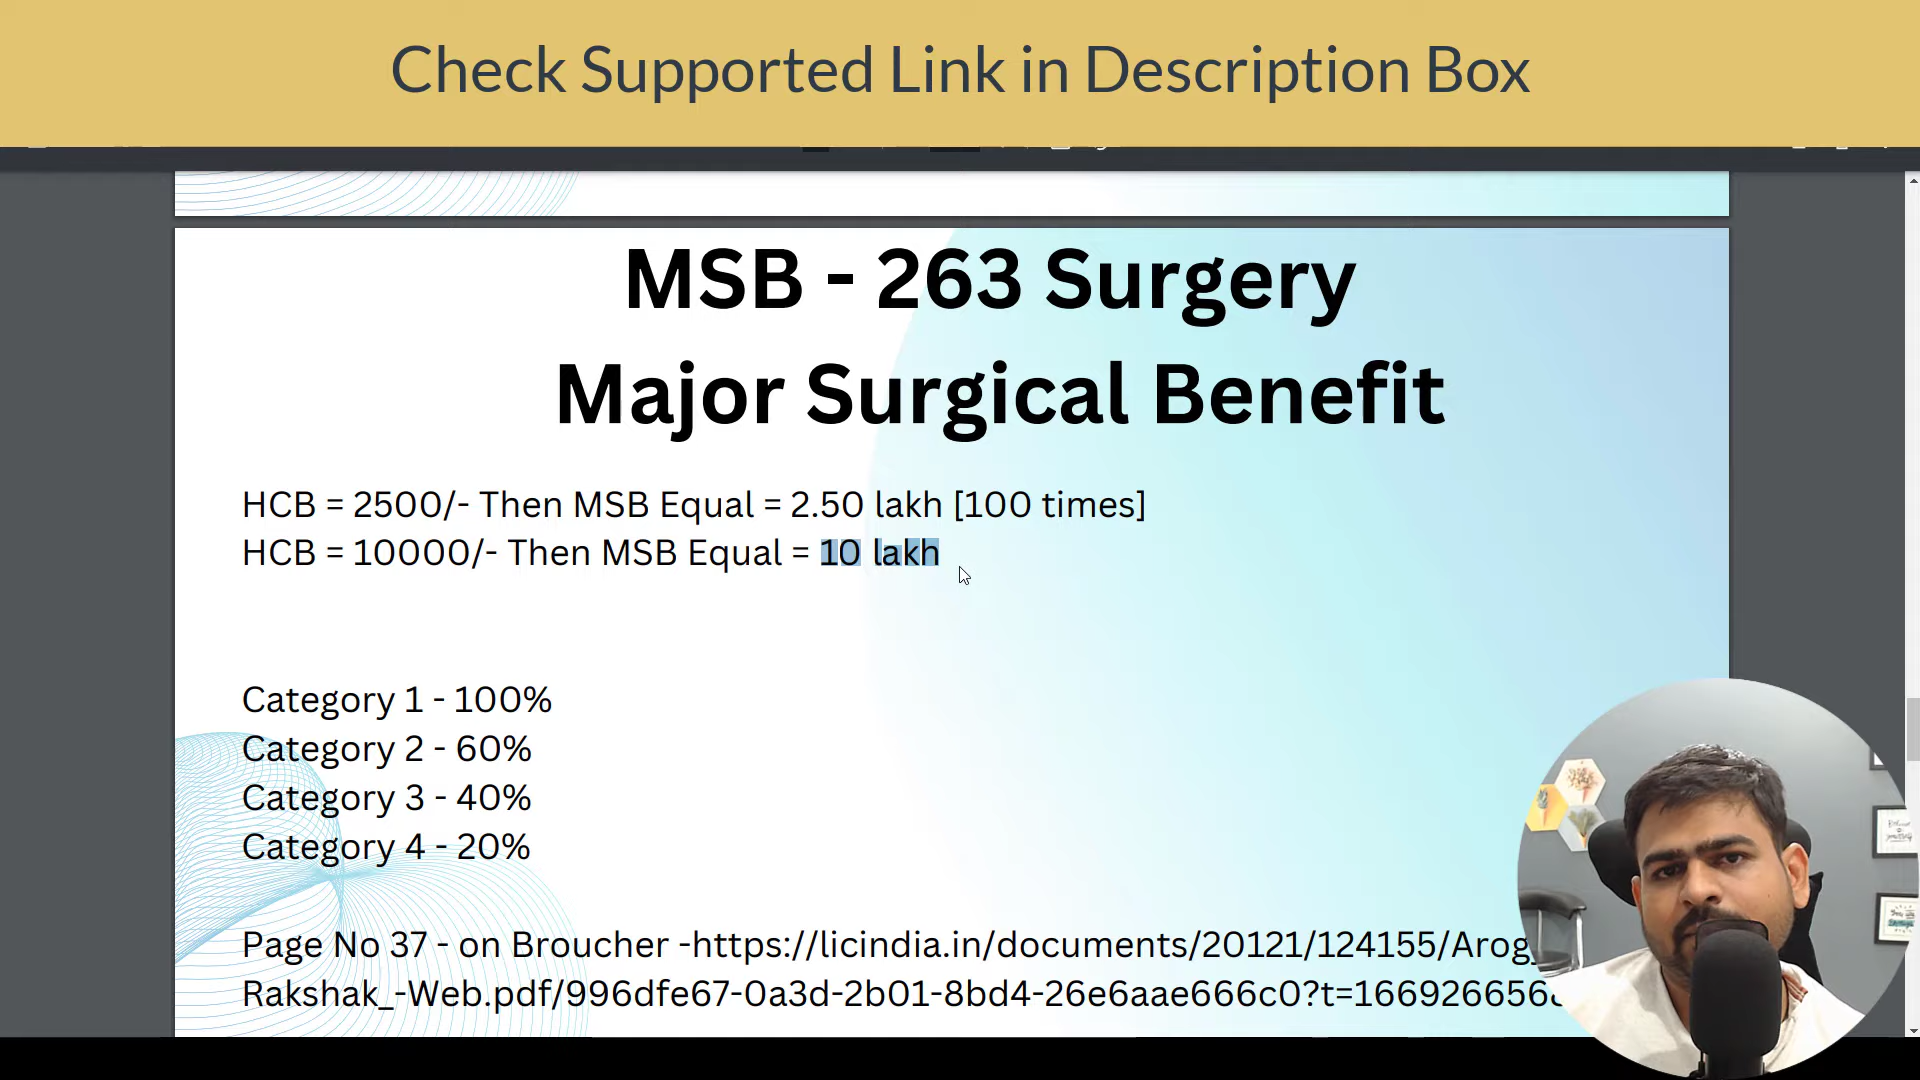 Check Supported Link in Description Box
MSB - 263 Surgery
Major Surgical Benefit
HCB = 2500/- Then MSB Equal = 2.50 lakh [100 times]
HCB = 10000/- Then MSB Equal = 10 lakh
Category 1 - 100%
Category 2 - 60%
Category 3 - 40%
Category 4 - 20%
Page No 37 - on Broucher -https://licindia.in/documents/20121/124155/Arog
Rakshak_-Web.pdf/996dfe67-0a3d-2b01-8bd4-26e6aae666c0?t=166926656